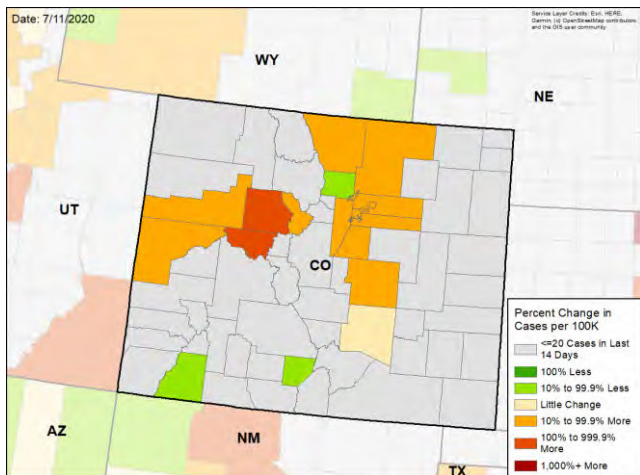 Date: 7/11/2020
Service Layer Credits: Esri, HERE,
Garmin, (c) OpenStreetMap contributors,
and the GIS user community
WY
NE
UT
CO
AZ
NM
TX
Percent Change in
Cases per 100K
<=20 Cases in Last
14 Days
100% Less
10% to 99.9% Less
Little Change
10% to 99.9% More
100% to 999.9%
More
1,000%+ More